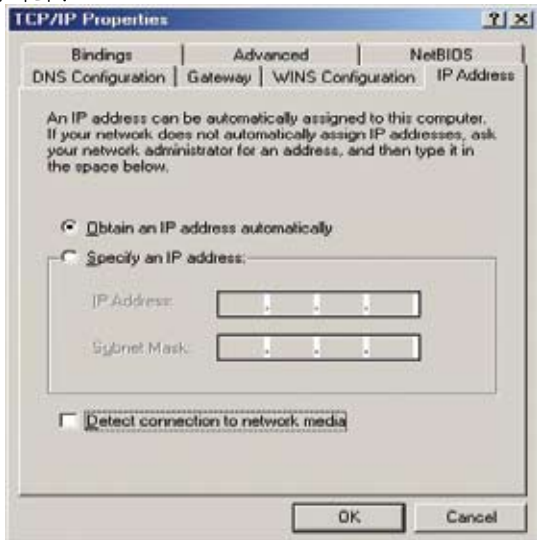 TCP/IP Properties
Bindings Advanced NetBIOS
DNS Configuration Gateway WINS Configuration IP Address
An IP address can be automatically assigned to this computer.
If your network does not automatically assign IP addresses, ask
your network administrator for an address, and then type it in
the space below.
Obtain an IP address automatically
Specify an IP address:
IP Address:
Subnet Mask:
Detect connection to network media
OK Cancel